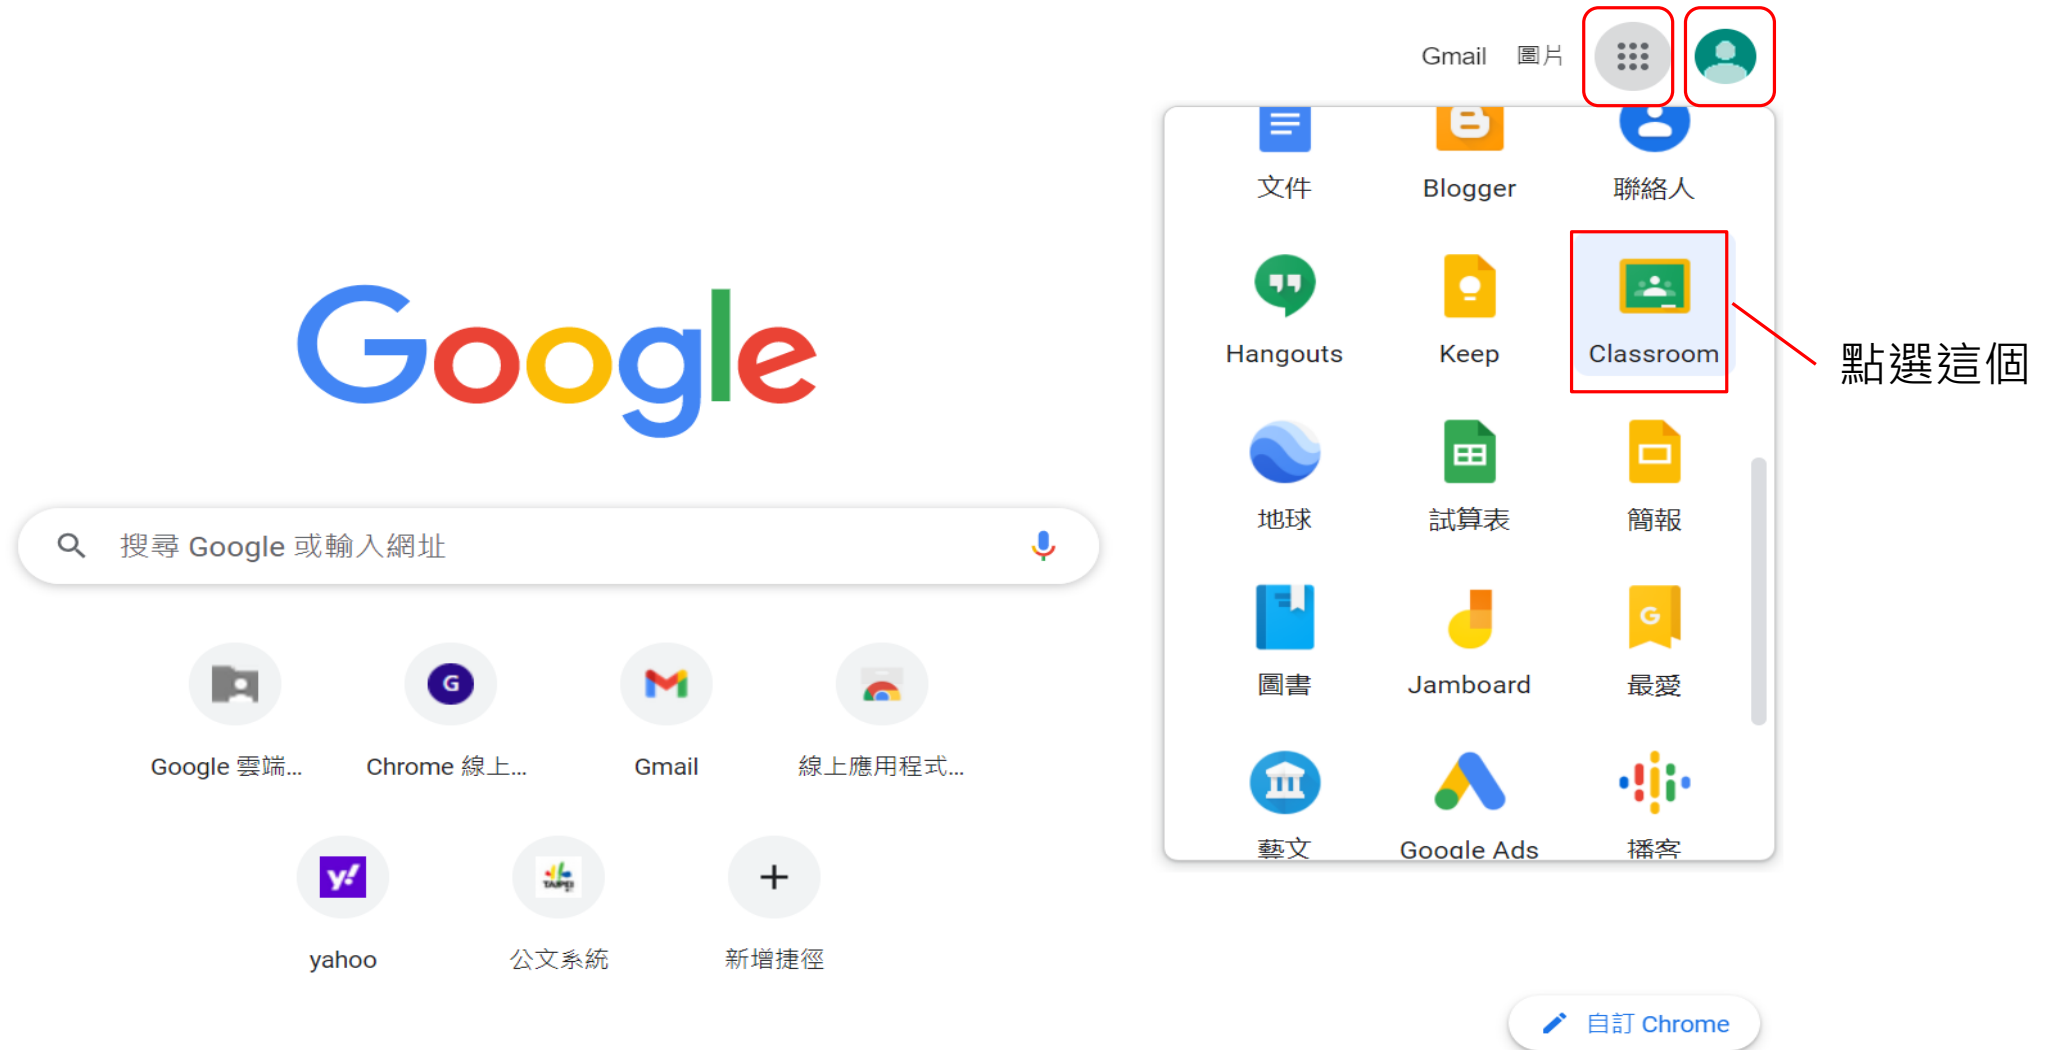 Gmail 圖片
文件 Blogger 聯絡人
Hangouts Keep Classroom
點選這個
Google
地球 試算表 簡報
搜尋 Google 或輸入網址
圖書 Jamboard 最愛
Google 雲端... Chrome 線上... Gmail 線上應用程式...
藝文 Google Ads 播客
yahoo 公文系統 新增捷徑
自訂 Chrome